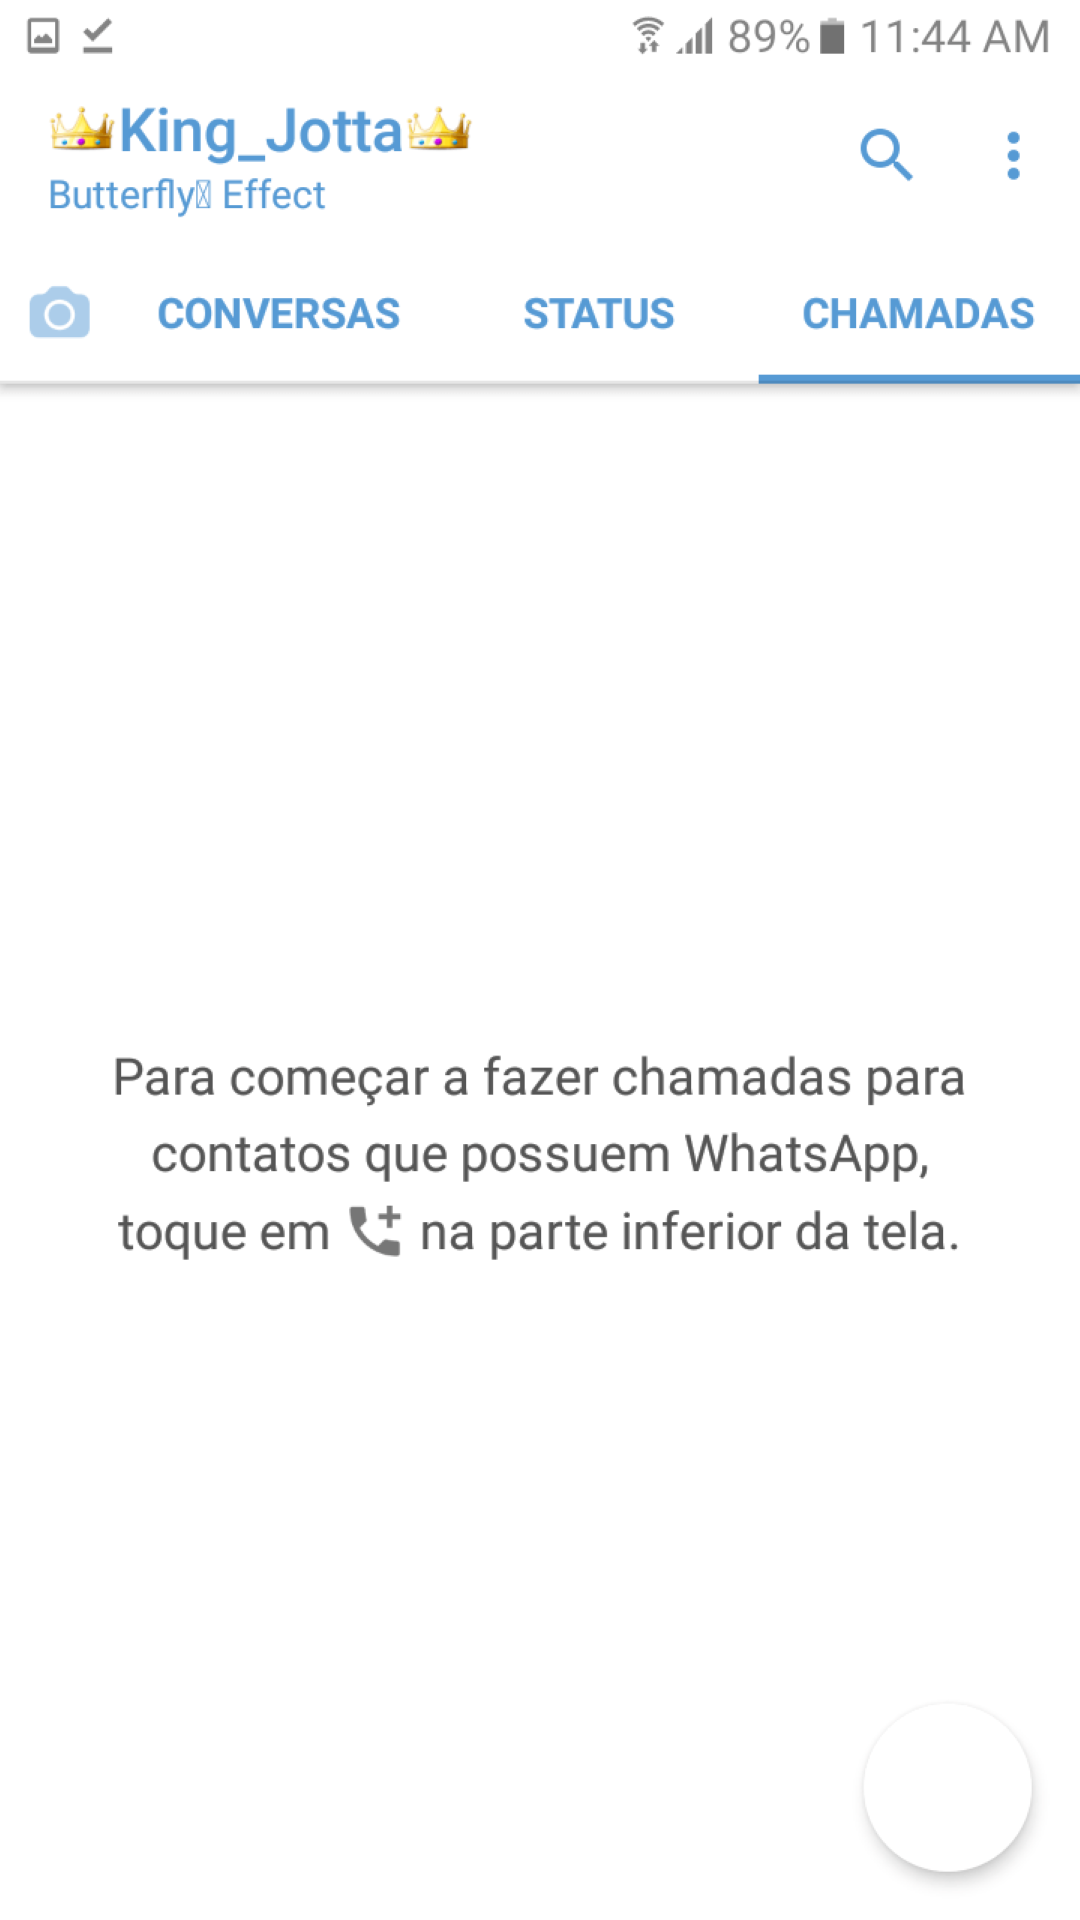 89% 11:44 AM
👑King_Jotta👑
Butterfly Effect
CONVERSAS STATUS CHAMADAS
Para começar a fazer chamadas para
contatos que possuem WhatsApp,
toque em na parte inferior da tela.